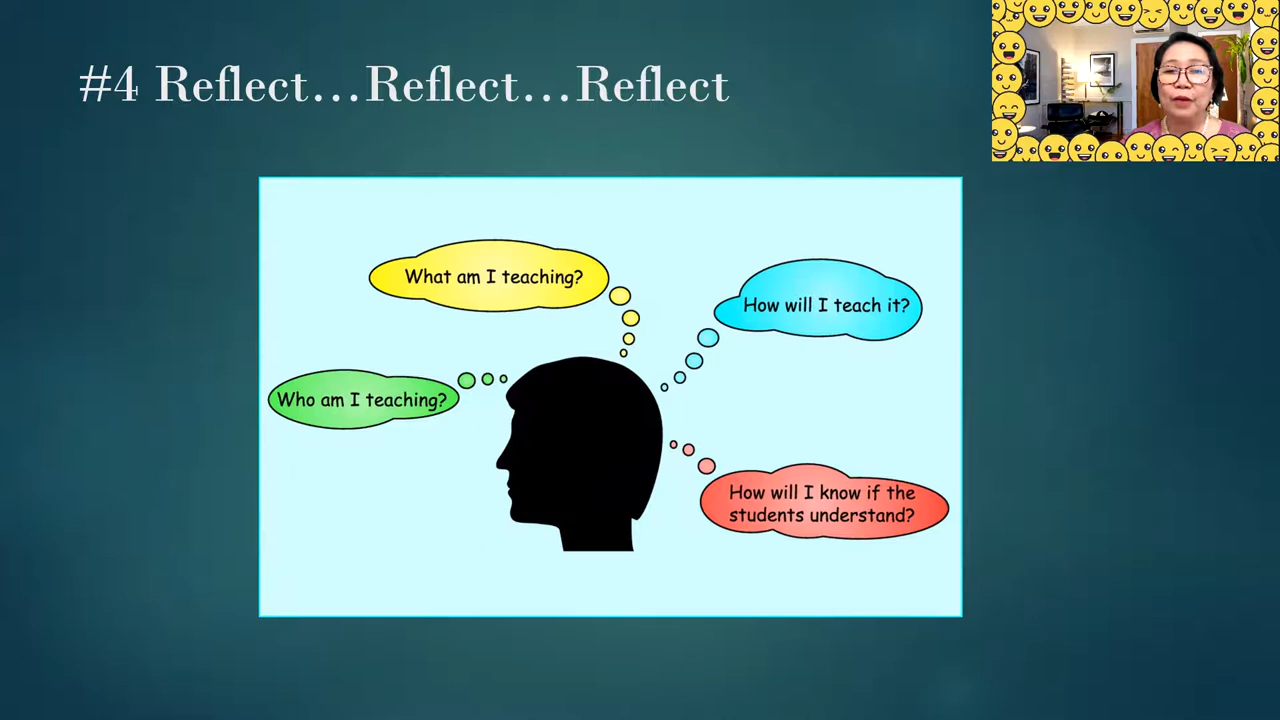 #4 Reflect...Reflect...Reflect
What am I teaching?
How will I teach it?
Who am I teaching?
How will I know if the
students understand?